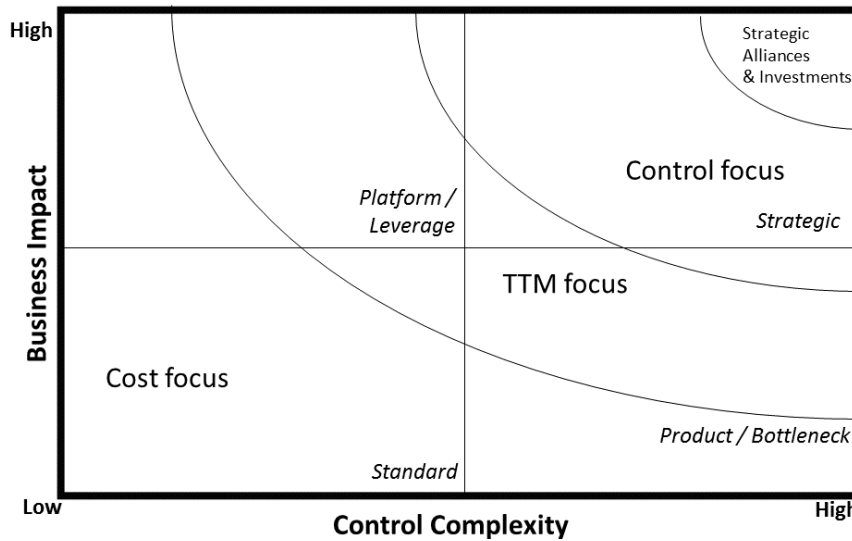 High
Strategic
Alliances
& Investments
Control focus
Platform /
Leverage
Strategic
Business Impact
TTM focus
Cost focus
Product / Bottleneck
Standard
Low
High
Control Complexity